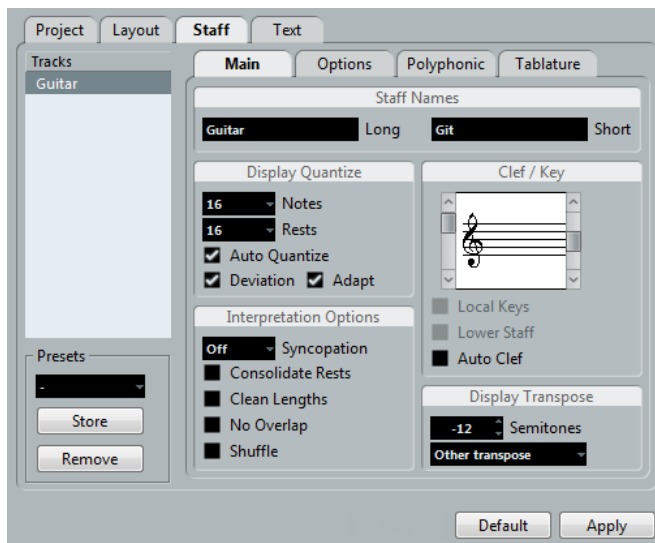 Project Layout Staff Text
Tracks
Guitar
Main Options Polyphonic Tablature
Staff Names
Guitar Long Git Short
Display Quantize
16 Notes
16 Rests
Auto Quantize
Deviation Adapt
Clef / Key
Local Keys
Lower Staff
Auto Clef
Interpretation Options
Off Syncopation
Consolidate Rests
Clean Lengths
No Overlap
Shuffle
Display Transpose
-12 Semitones
Other transpose
Presets
-
Store
Remove
Default Apply